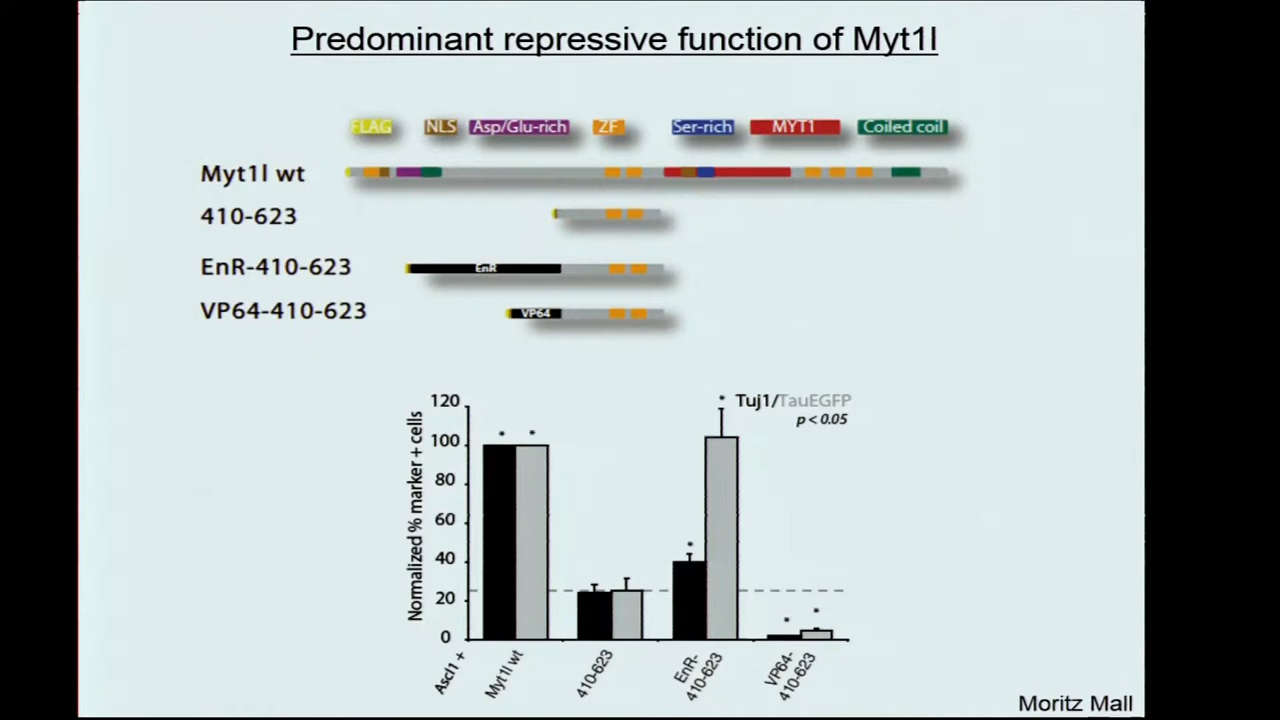 Predominant repressive function of Myt1l
FLAG NLS Asp/Glu-rich ZF Ser-rich MYT1 Coiled coil
Myt1l wt
410-623
EnR-410-623
EnR
VP64-410-623
VP64
Normalized % marker + cells
120
100
80
60
40
20
0
* * * * * *
Tuj1/TauEGFP
p < 0.05
Ascl1 +
Myt1l wt
410-623
EnR-
410-623
VP64-
410-623
Moritz Mall